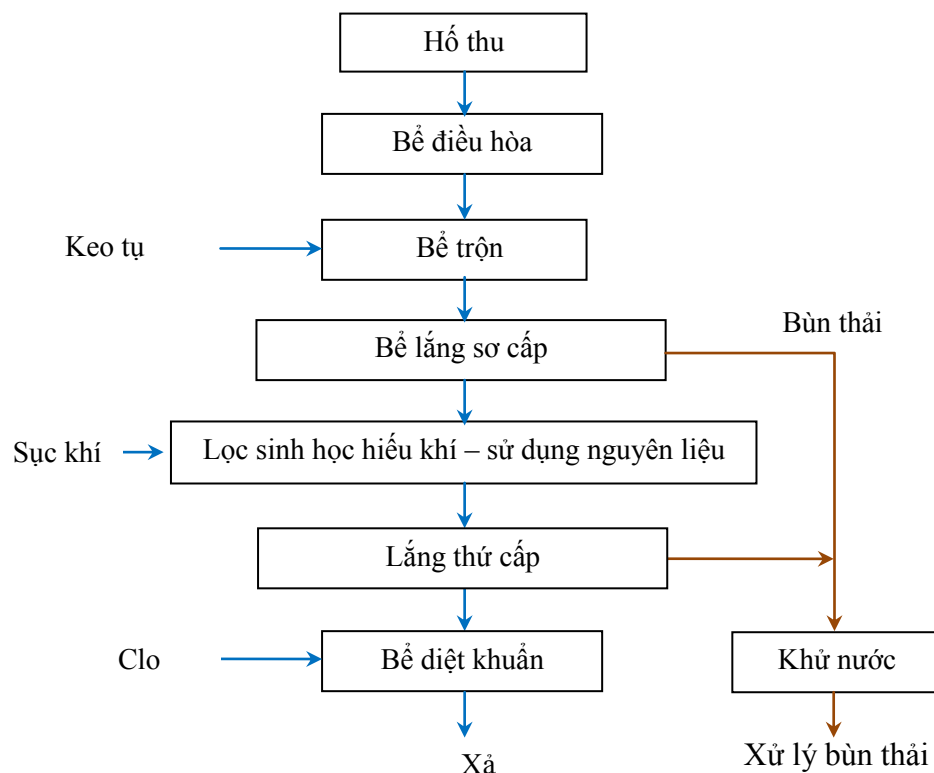 Hố thu
Bể điều hòa
Keo tụ
Bể trộn
Bùn thải
Bể lắng sơ cấp
Sục khí
Lọc sinh học hiếu khí – sử dụng nguyên liệu
Lắng thứ cấp
Clo
Bể diệt khuẩn
Khử nước
Xả
Xử lý bùn thải